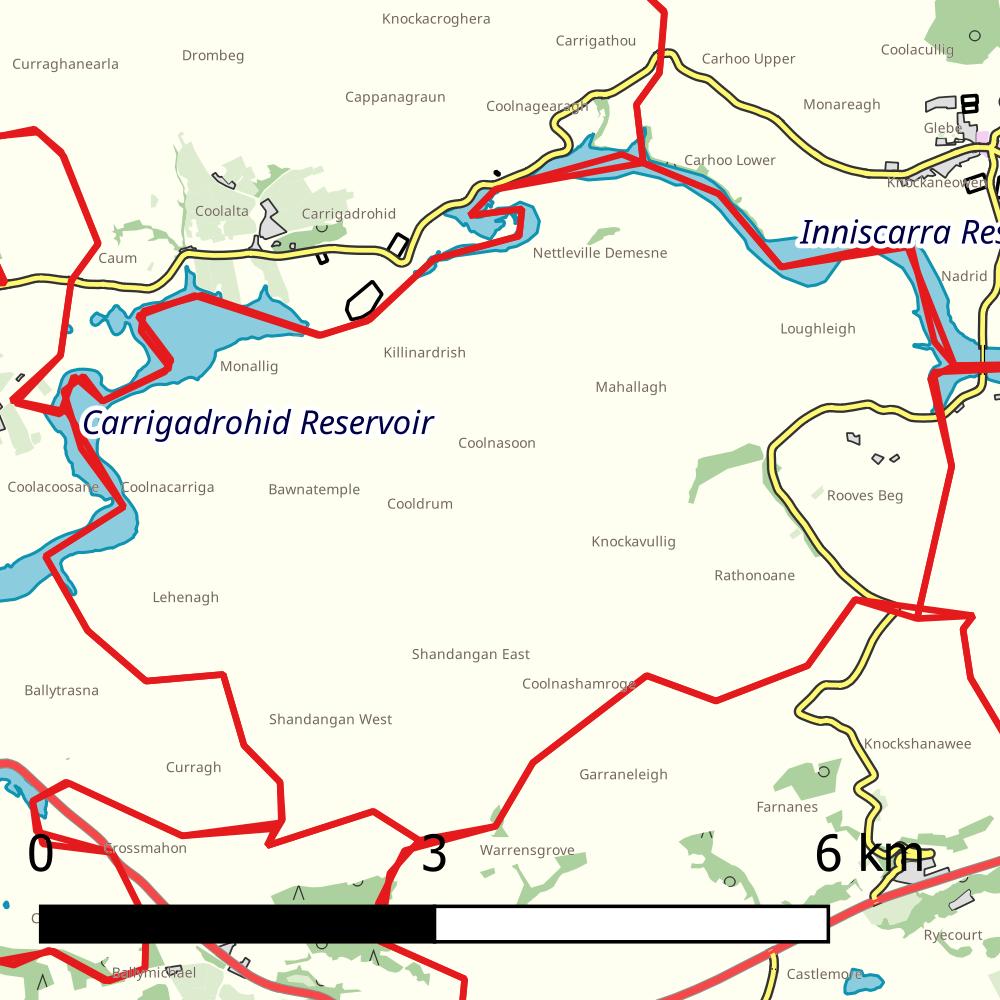 Knockacroghera
Carrigathou
Coolacullig
Drombeg
Carhoo Upper
Curraghanearla
Cappanagraun
Coolnagearagh
Monareagh
Glebe
Carhoo Lower
Knockaneowen
Coolalta
Carrigadrohid
Inniscarra Res
Caum
Nettleville Demesne
Nadrid
Loughleigh
Killinardrish
Monallig
Mahallagh
Carrigadrohid Reservoir
Coolnasoon
Coolacoosane
Coolnacarriga
Bawnatemple
Cooldrum
Rooves Beg
Knockavullig
Rathonoane
Lehenagh
Shandangan East
Coolnashamroge
Ballytrasna
Shandangan West
Knockshanawee
Curragh
Garraneleigh
Farnanes
Crossmahon
Warrensgrove
0 3 6 km
Ryecourt
Ballymichael
Castlemore